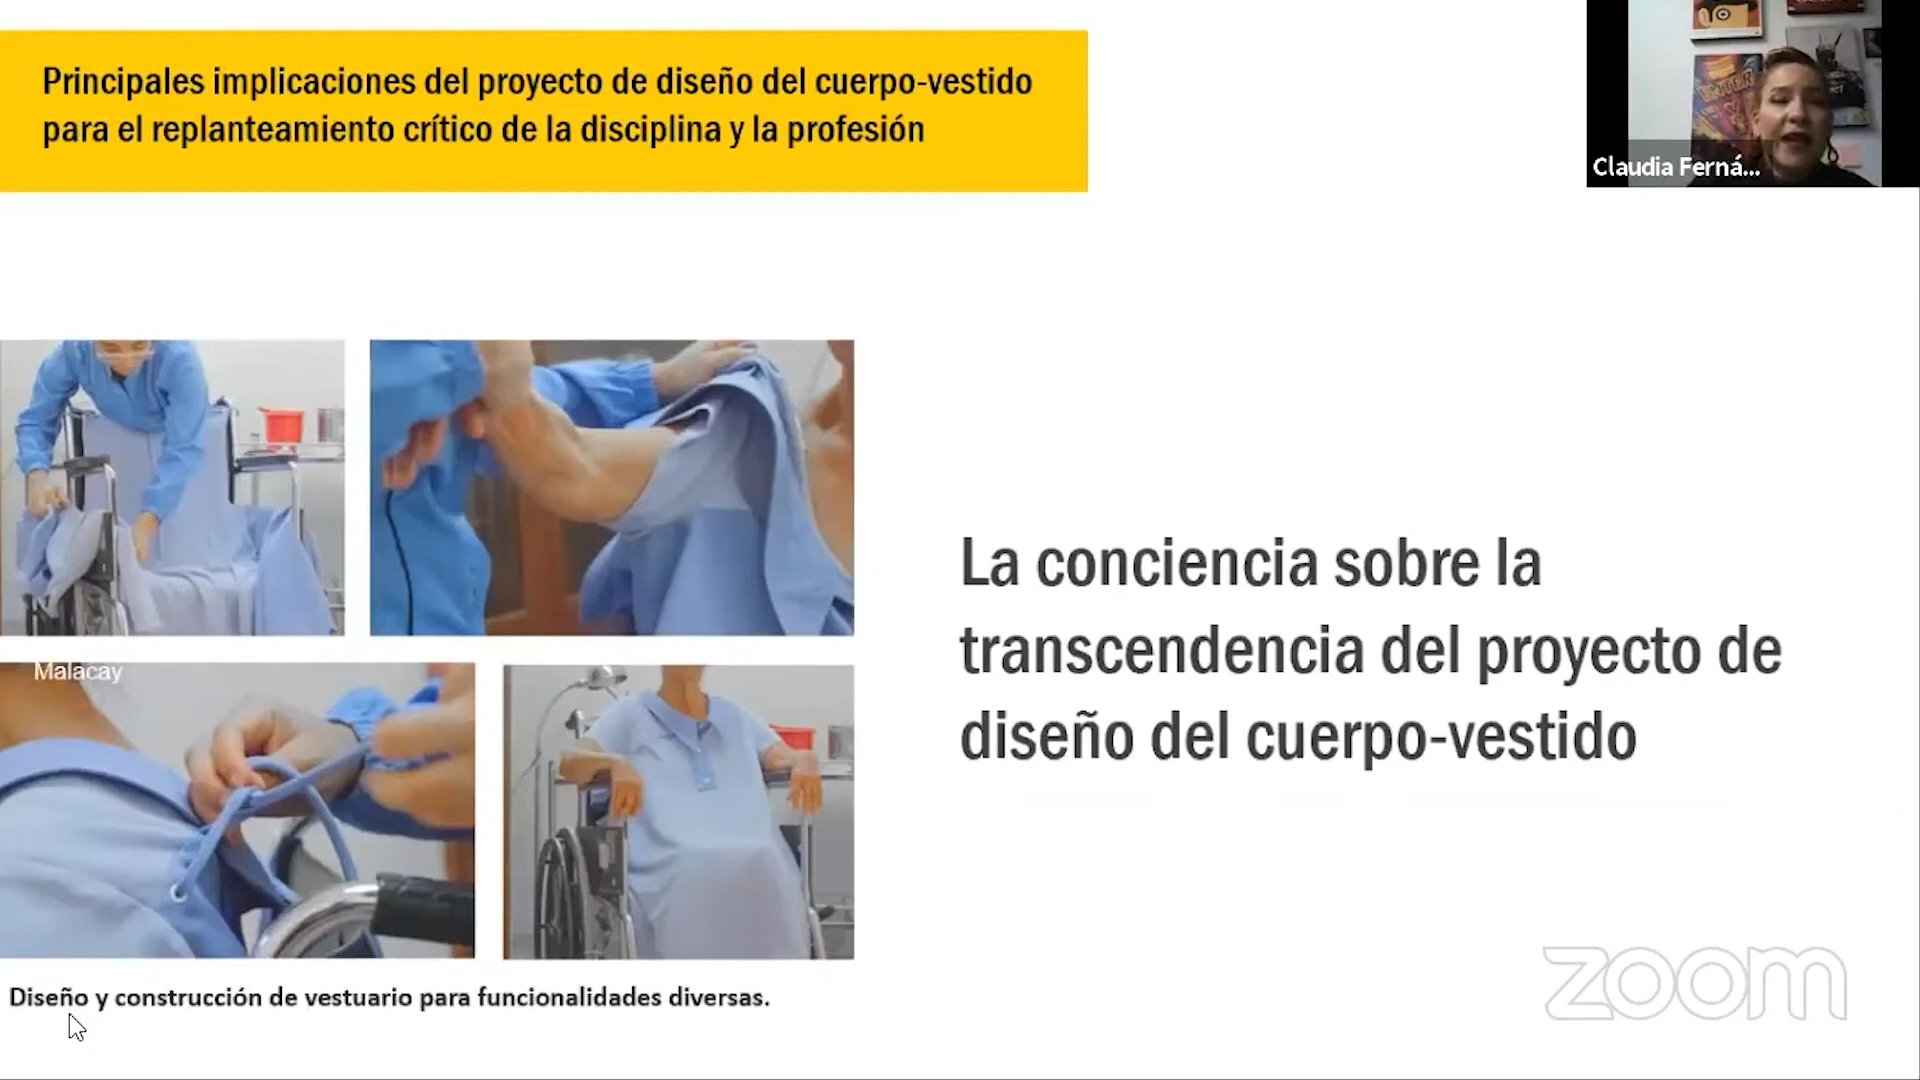 Principales implicaciones del proyecto de diseño del cuerpo-vestido
para el replanteamiento crítico de la disciplina y la profesión
Claudia Ferná...
Malacay
La conciencia sobre la
transcendencia del proyecto de
diseño del cuerpo-vestido
Diseño y construcción de vestuario para funcionalidades diversas.
zoom